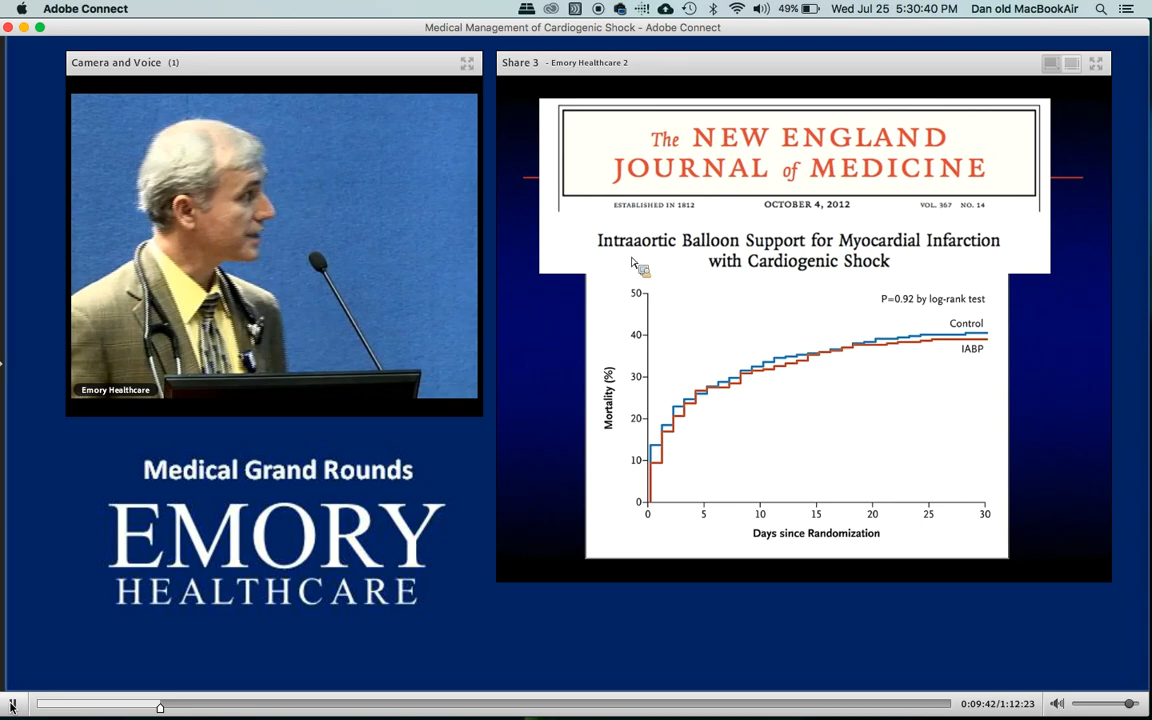 Adobe Connect
49%
Wed Jul 25 5:30:40 PM
Dan old MacBookAir
Medical Management of Cardiogenic Shock - Adobe Connect
Camera and Voice (1)
Share 3 - Emory Healthcare 2
Emory Healthcare
The NEW ENGLAND
JOURNAL of MEDICINE
ESTABLISHED IN 1812
OCTOBER 4, 2012
VOL. 367 NO. 14
Intraaortic Balloon Support for Myocardial Infarction
with Cardiogenic Shock
P=0.92 by log-rank test
Control
IABP
Mortality (%)
50
40
30
20
10
0
0 5 10 15 20 25 30
Days since Randomization
Medical Grand Rounds
EMORY
HEALTHCARE
0:09:42/1:12:23